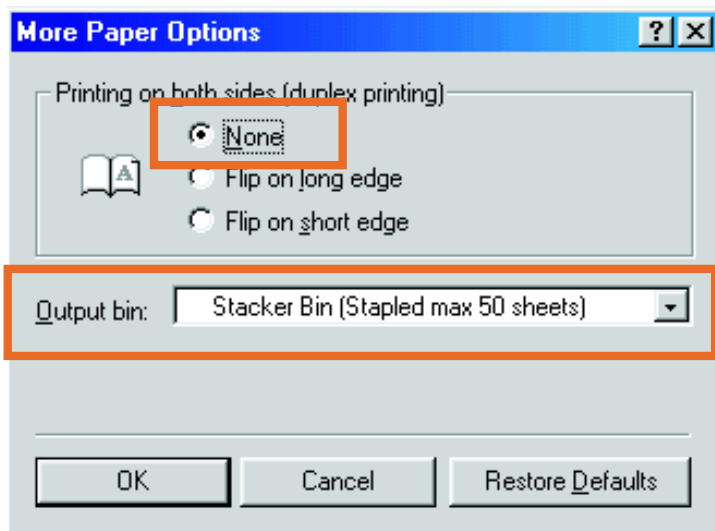 More Paper Options
Printing on both sides (duplex printing)
None
A
Flip on long edge
Flip on short edge
Output bin: Stacker Bin (Stapled max 50 sheets)
OK Cancel Restore Defaults